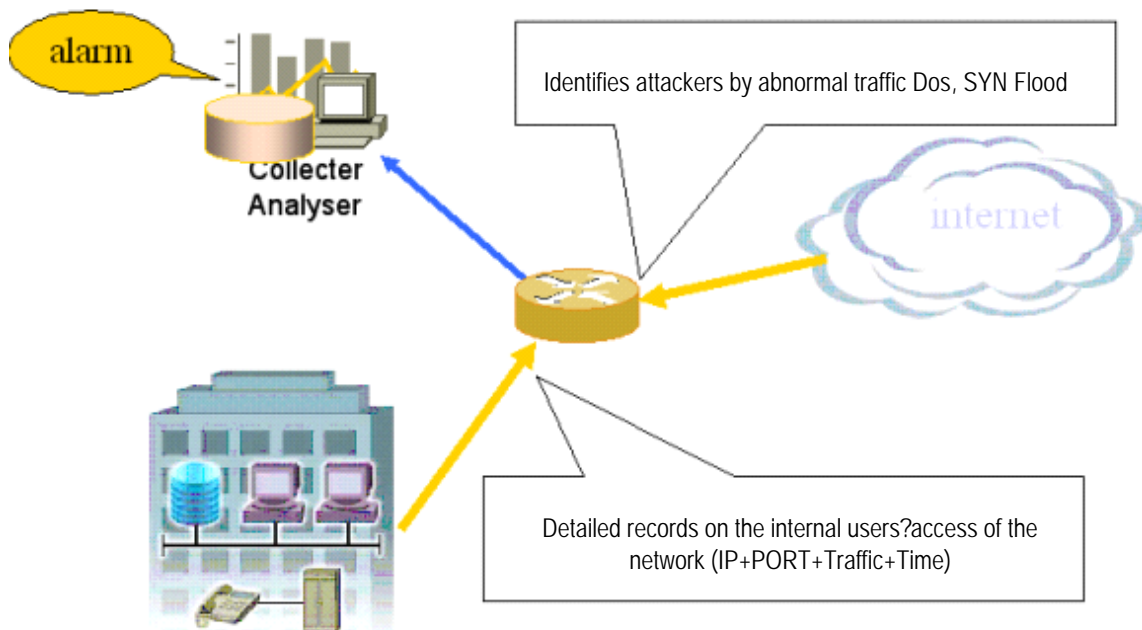 alarm
Identifies attackers by abnormal traffic Dos, SYN Flood
Collecter
Analyser
internet
Detailed records on the internal users?access of the
network (IP+PORT+Traffic+Time)